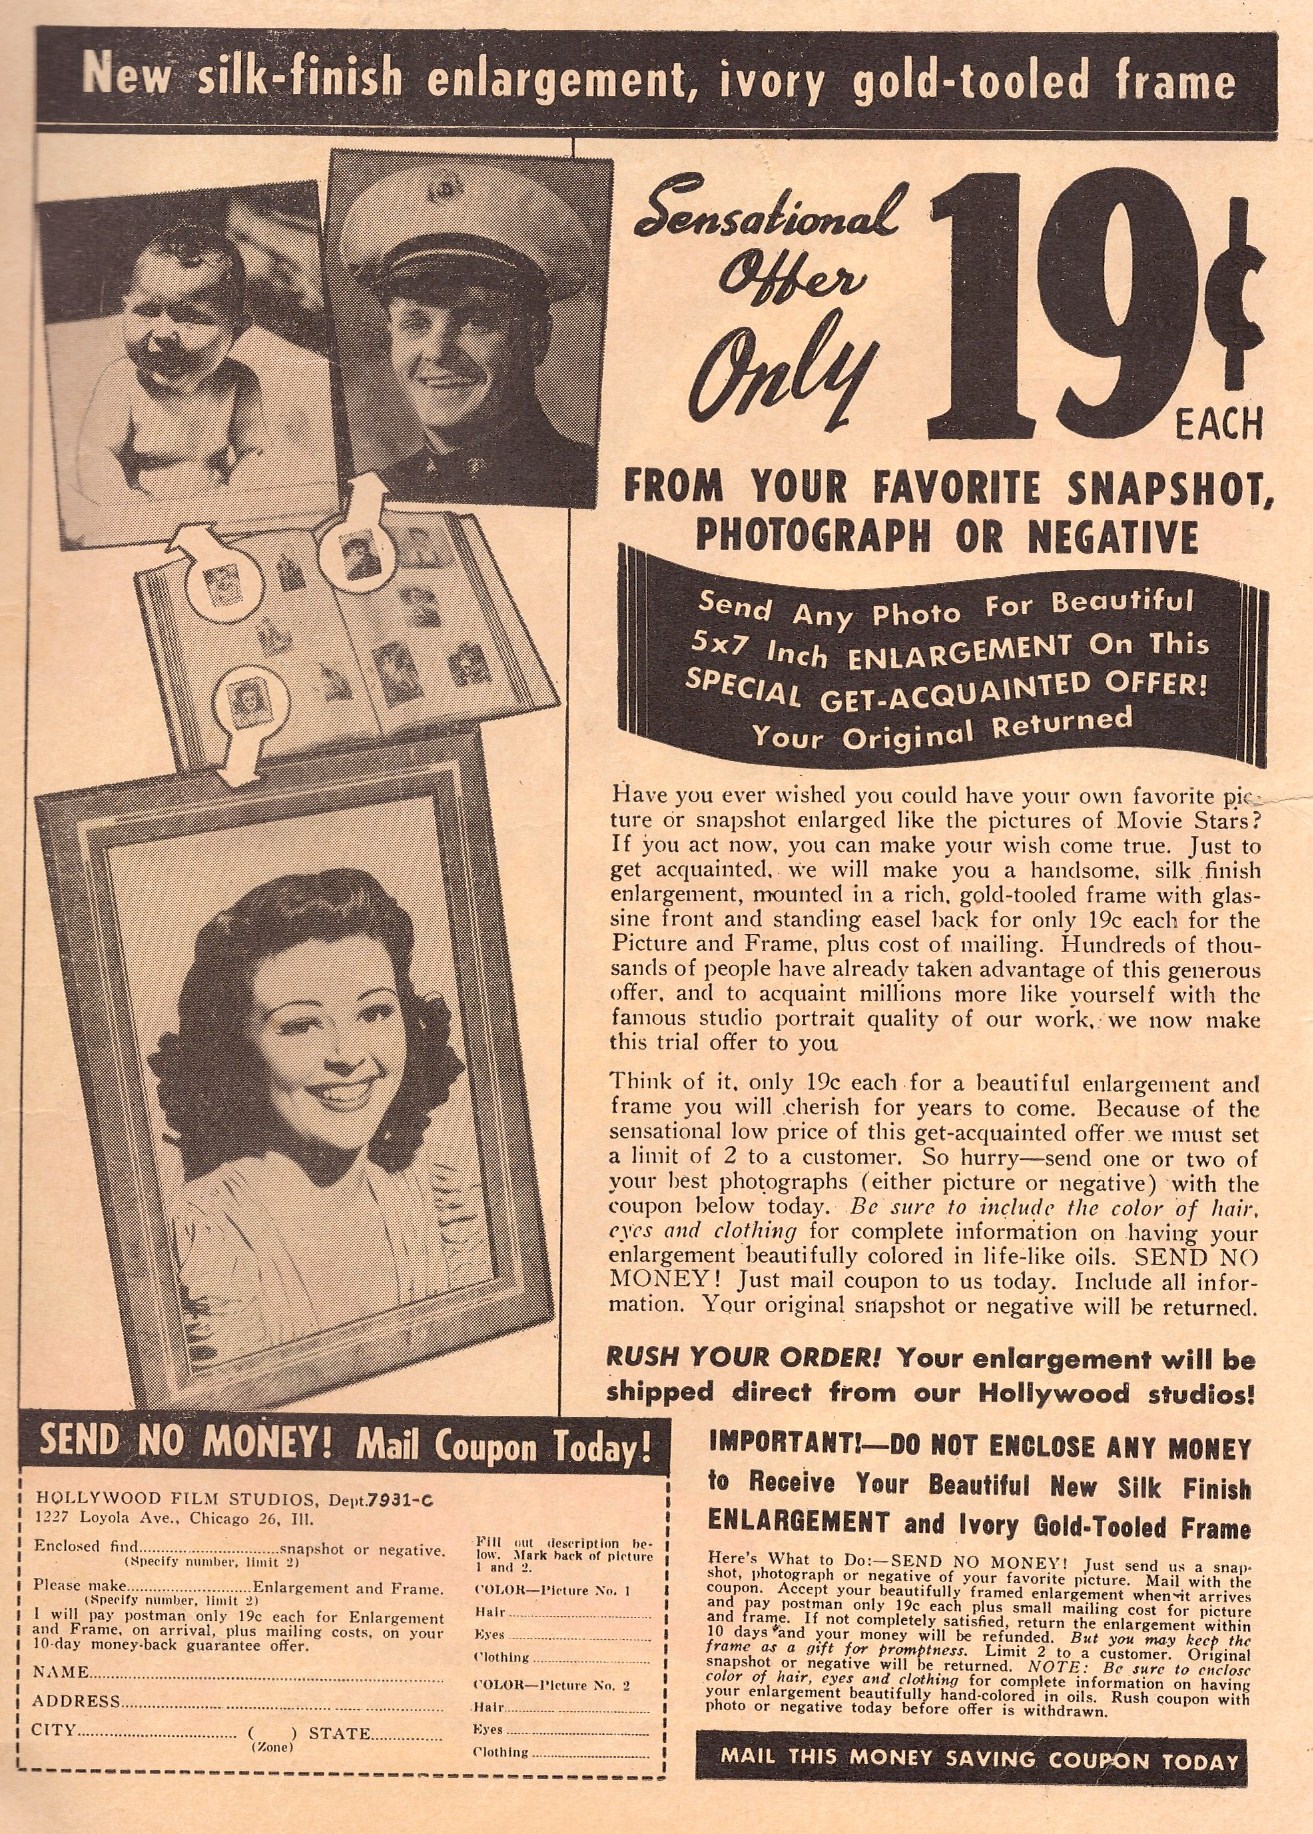 New silk-finish enlargement, ivory gold-tooled frame
Sensational
Offer
Only
19¢
EACH
FROM YOUR FAVORITE SNAPSHOT,
PHOTOGRAPH OR NEGATIVE
Send Any Photo For Beautiful
5x7 Inch ENLARGEMENT On This
SPECIAL GET-ACQUAINTED OFFER!
Your Original Returned
Have you ever wished you could have your own favorite pic-
ture or snapshot enlarged like the pictures of Movie Stars?
If you act now, you can make your wish come true. Just to
get acquainted, we will make you a handsome, silk finish
enlargement, mounted in a rich, gold-tooled frame with glas-
sine front and standing easel back for only 19c each for the
Picture and Frame, plus cost of mailing. Hundreds of thou-
sands of people have already taken advantage of this generous
offer, and to acquaint millions more like yourself with the
famous studio portrait quality of our work, we now make
this trial offer to you
Think of it, only 19c each for a beautiful enlargement and
frame you will cherish for years to come. Because of the
sensational low price of this get-acquainted offer we must set
a limit of 2 to a customer. So hurry—send one or two of
your best photographs (either picture or negative) with the
coupon below today. Be sure to include the color of hair,
eyes and clothing for complete information on having your
enlargement beautifully colored in life-like oils. SEND NO
MONEY! Just mail coupon to us today. Include all infor-
mation. Your original snapshot or negative will be returned.
RUSH YOUR ORDER! Your enlargement will be
shipped direct from our Hollywood studios!
SEND NO MONEY! Mail Coupon Today!
HOLLYWOOD FILM STUDIOS, Dept.7931-C
1227 Loyola Ave., Chicago 26, Ill.
Enclosed find..............................snapshot or negative.
(Specify number, limit 2)
Please make...........................Enlargement and Frame.
(Specify number, limit 2)
I will pay postman only 19c each for Enlargement
and Frame, on arrival, plus mailing costs, on your
10-day money-back guarantee offer.
NAME..........................................................
ADDRESS..........................................................
CITY.................................. ( ) STATE...............
(Zone)
Fill out description be-
low. Mark back of picture
1 and 2.
COLOR—Picture No. 1
Hair..............................
Eyes..............................
Clothing..............................
COLOR—Picture No. 2
Hair..............................
Eyes..............................
Clothing..............................
IMPORTANT!—DO NOT ENCLOSE ANY MONEY
to Receive Your Beautiful New Silk Finish
ENLARGEMENT and Ivory Gold-Tooled Frame
Here's What to Do:—SEND NO MONEY! Just send us a snap-
shot, photograph or negative of your favorite picture. Mail with the
coupon. Accept your beautifully framed enlargement when it arrives
and pay postman only 19c each plus small mailing cost for picture
and frame. If not completely satisfied, return the enlargement within
10 days and your money will be refunded. But you may keep the
frame as a gift for promptness. Limit 2 to a customer. Original
snapshot or negative will be returned. NOTE: Be sure to enclose
color of hair, eyes and clothing for complete information on having
your enlargement beautifully hand-colored in oils. Rush coupon with
photo or negative today before offer is withdrawn.
MAIL THIS MONEY SAVING COUPON TODAY